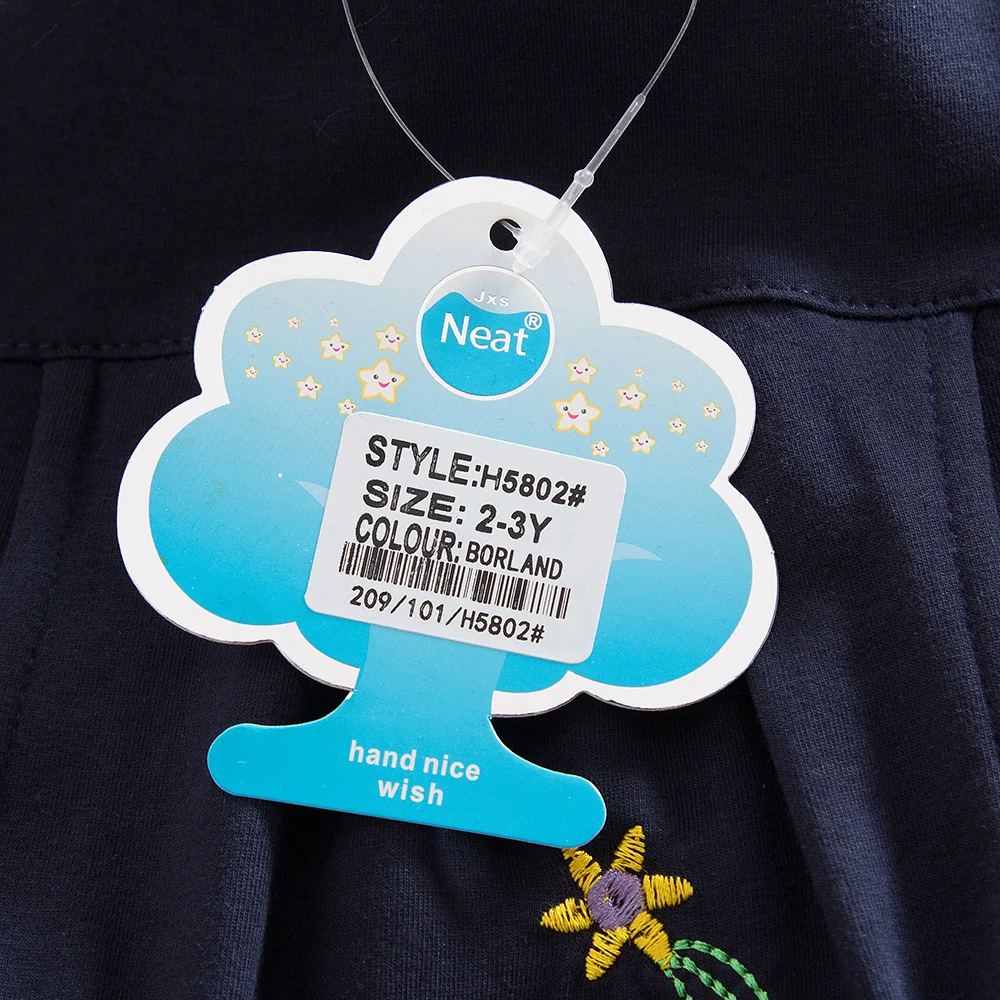 Jxs
Neat®
STYLE:H5802#
SIZE: 2-3Y
COLOUR: BORLAND
209/101/H5802#
hand nice
wish